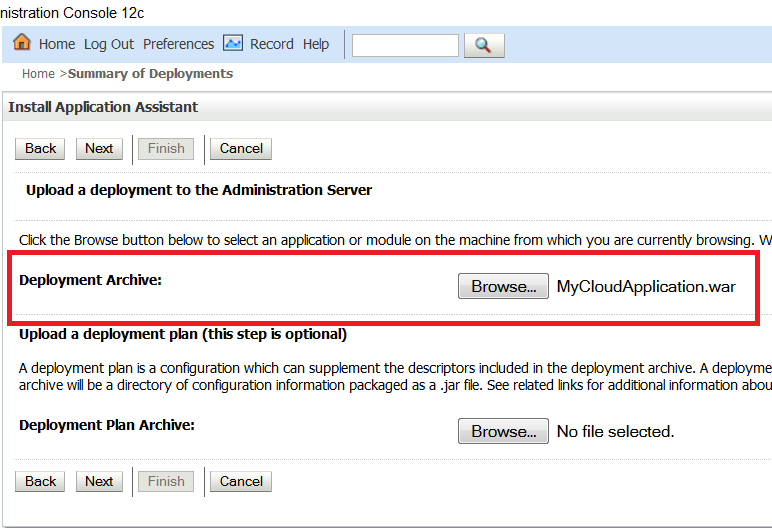 nistration Console 12c
Home Log Out Preferences Record Help
Home >Summary of Deployments
Install Application Assistant
Back Next Finish Cancel
Upload a deployment to the Administration Server
Click the Browse button below to select an application or module on the machine from which you are currently browsing. W
Deployment Archive: Browse... MyCloudApplication.war
Upload a deployment plan (this step is optional)
A deployment plan is a configuration which can supplement the descriptors included in the deployment archive. A deployme
archive will be a directory of configuration information packaged as a .jar file. See related links for additional information abou
Deployment Plan Archive: Browse... No file selected.
Back Next Finish Cancel